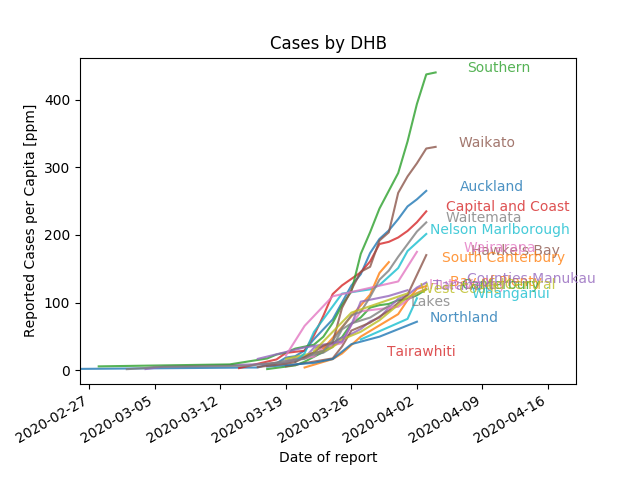 Cases by DHB
Reported Cases per Capita [ppm]
400
300
200
100
0
Southern
Waikato
Auckland
Capital and Coast
Waitemata
Nelson Marlborough
Wairarapa
Hawke's Bay
South Canterbury
Counties Manukau
Canterbury
West Coast
Whanganui
Lakes
Northland
Tairawhiti
2020-02-27
2020-03-05
2020-03-12
2020-03-19
2020-03-26
2020-04-02
2020-04-09
2020-04-16
Date of report